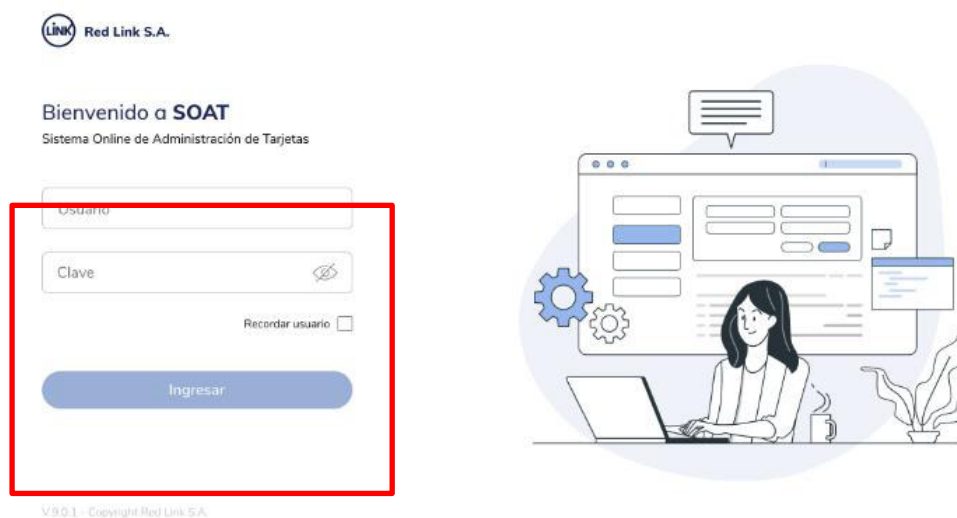 LINK Red Link S.A.
Bienvenido a SOAT
Sistema Online de Administración de Tarjetas
Usuario
Clave
Recordar usuario
Ingresar
V.9.0.1 - Copyright Red Link S.A.